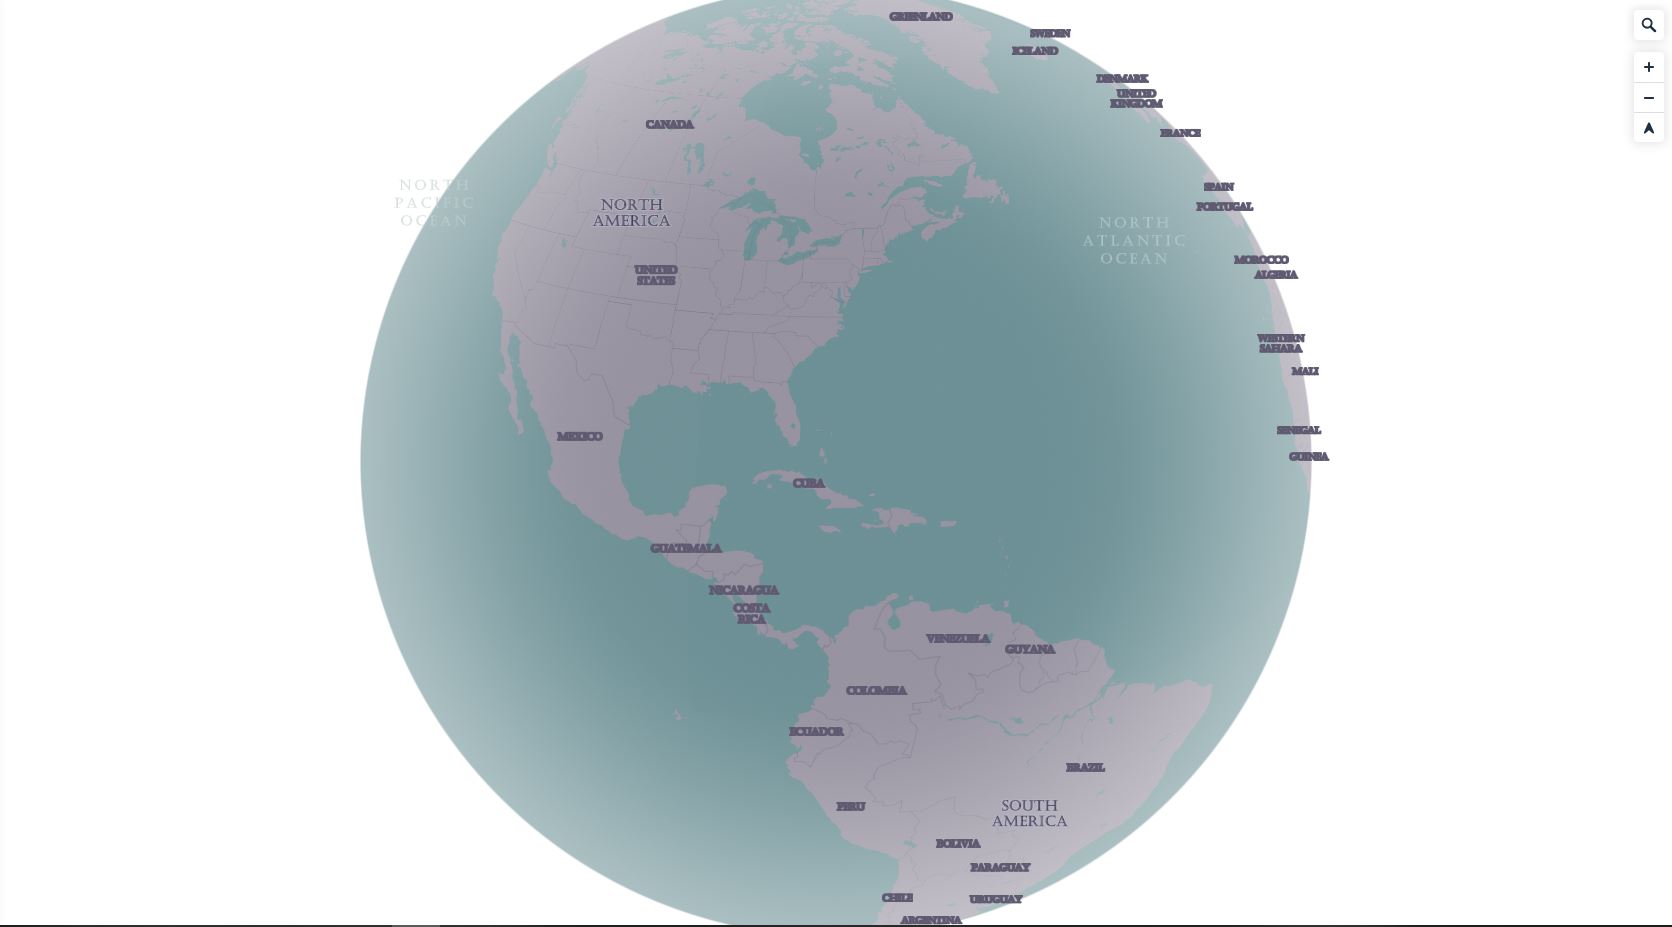 GREENLAND
SWEDEN
ICELAND
DENMARK
UNITED
KINGDOM
CANADA
FRANCE
NORTH
PACIFIC
OCEAN
SPAIN
NORTH
AMERICA
PORTUGAL
NORTH
ATLANTIC
OCEAN
MOROCCO
ALGERIA
UNITED
STATES
WESTERN
SAHARA
MALI
SENEGAL
MEXICO
GUINEA
CUBA
GUATEMALA
NICARAGUA
COSTA
RICA
VENEZUELA
GUYANA
COLOMBIA
ECUADOR
BRAZIL
PERU
SOUTH
AMERICA
BOLIVIA
PARAGUAY
CHILE
URUGUAY
ARGENTINA